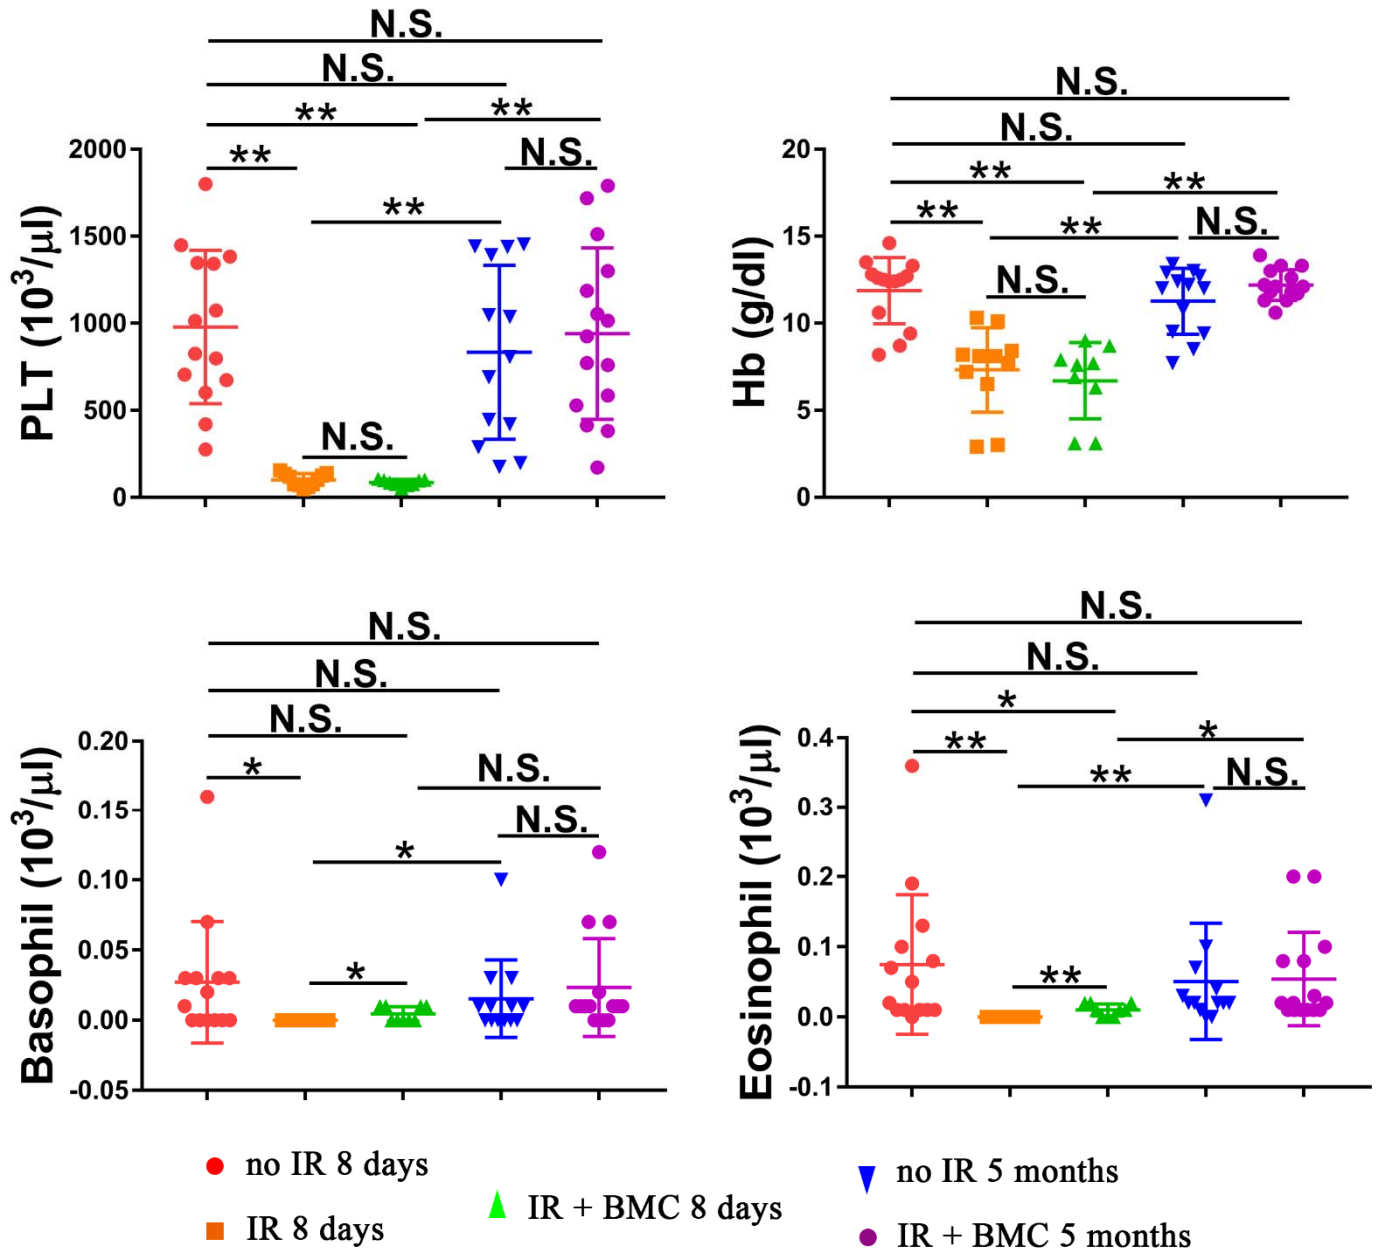 N.S.
N.S.
** **
** N.S.
**
N.S.
PLT (10³/µl)
2000
1500
1000
500
0
N.S.
N.S.
** **
** ** N.S.
N.S.
Hb (g/dl)
20
15
10
5
0
N.S.
N.S.
N.S.
* N.S.
N.S.
*
*
Basophil (10³/µl)
0.20
0.15
0.10
0.05
0.00
-0.05
N.S.
N.S.
* *
** ** N.S.
**
Eosinophil (10³/µl)
0.4
0.3
0.2
0.1
0.0
-0.1
no IR 8 days
IR 8 days
IR + BMC 8 days
no IR 5 months
IR + BMC 5 months